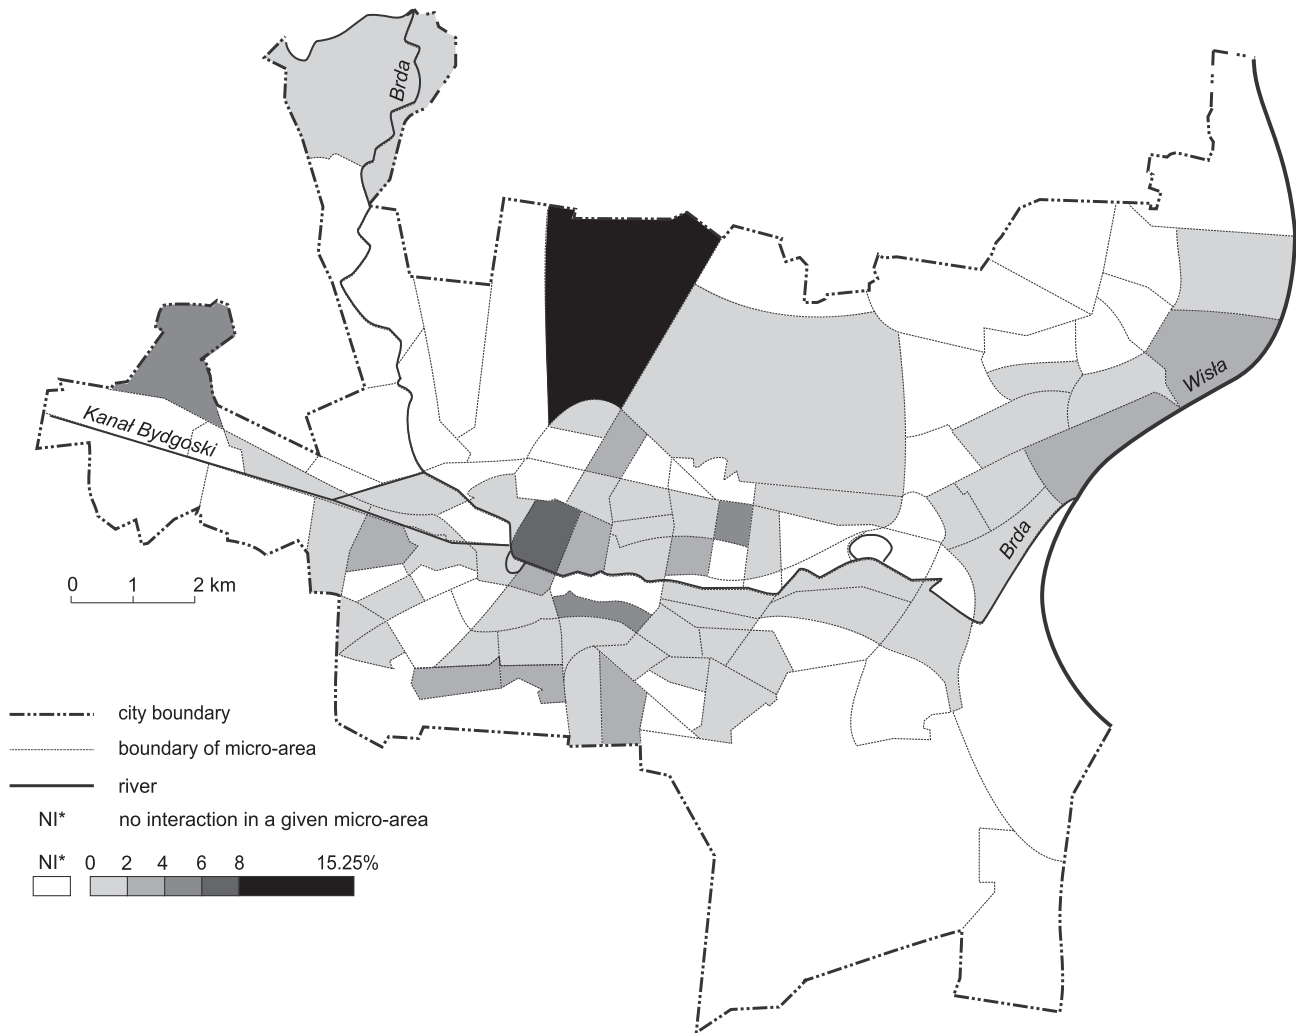 Brda
Wisła
Kanał Bydgoski
Brda
0 1 2 km
city boundary
boundary of micro-area
river
NI* no interaction in a given micro-area
NI* 0 2 4 6 8 15.25%